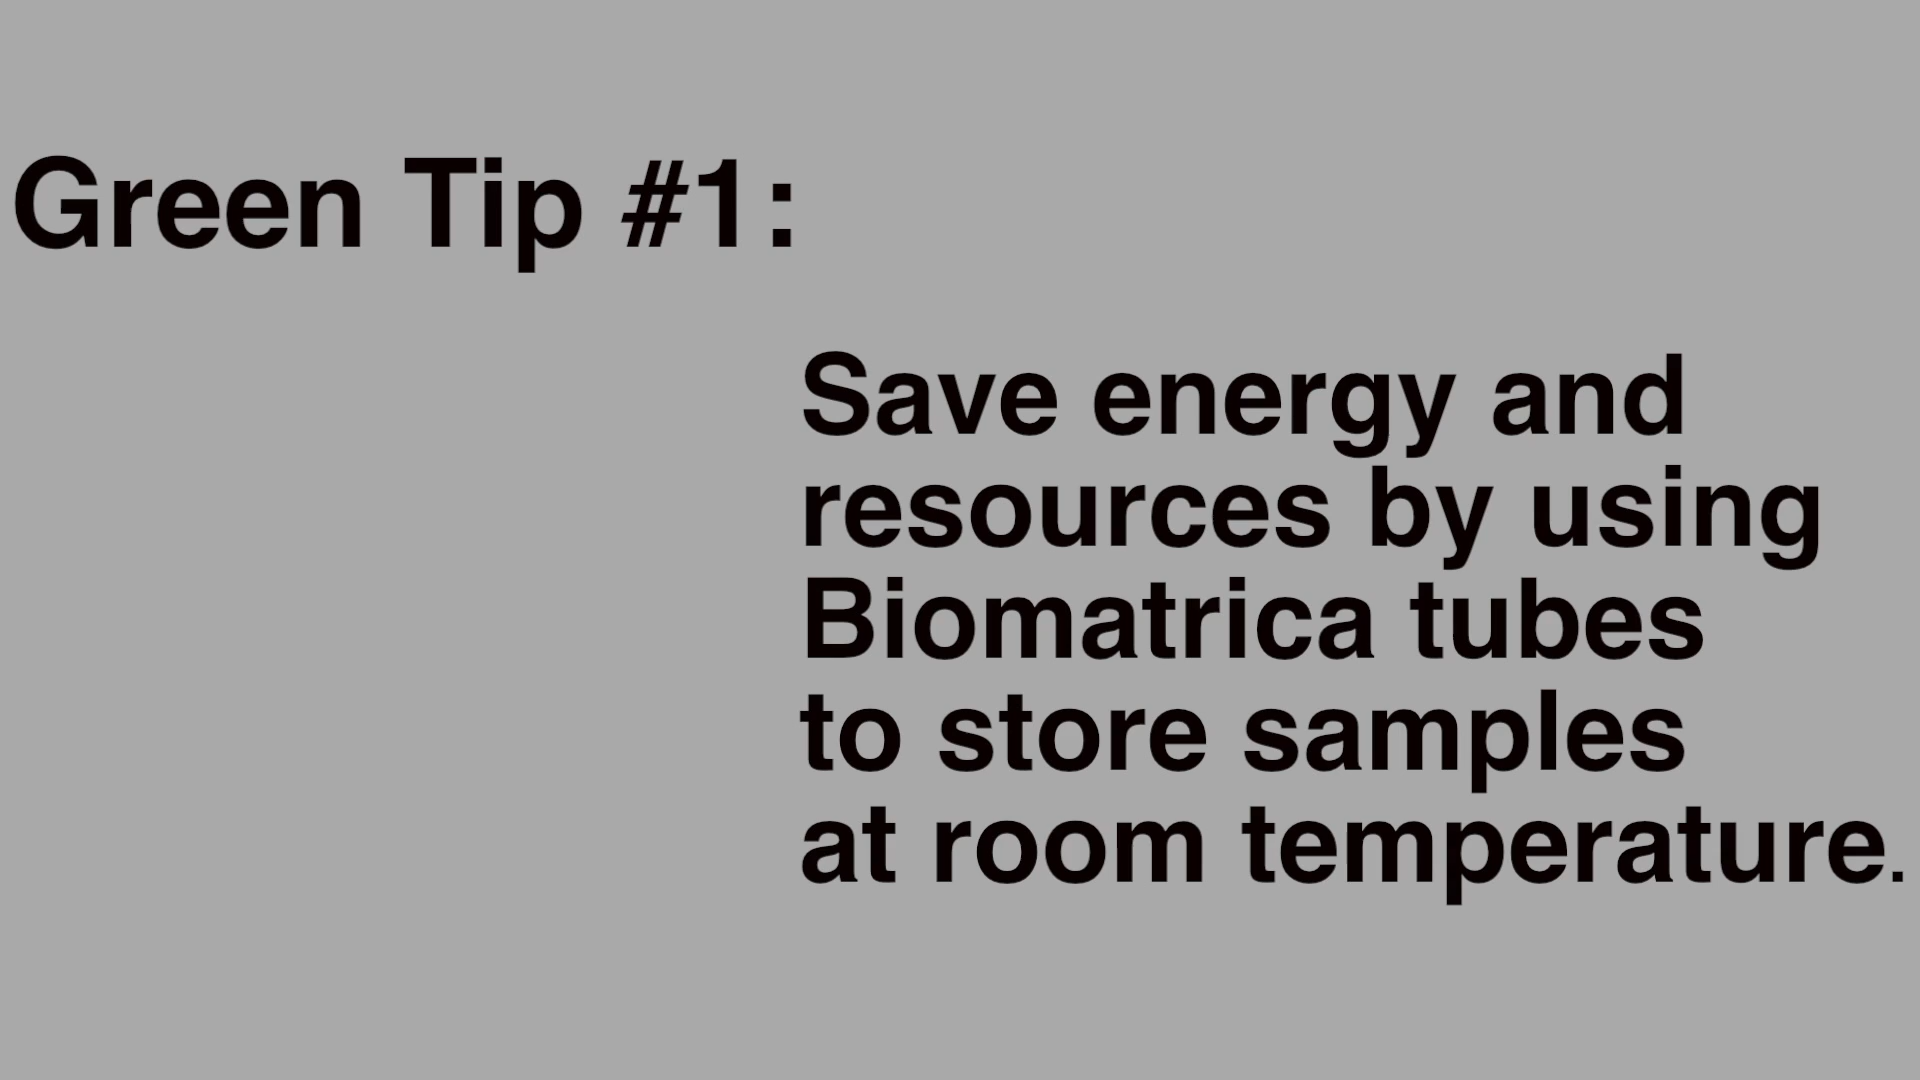 Green Tip #1:
Save energy and
resources by using
Biomatrica tubes
to store samples
at room temperature.